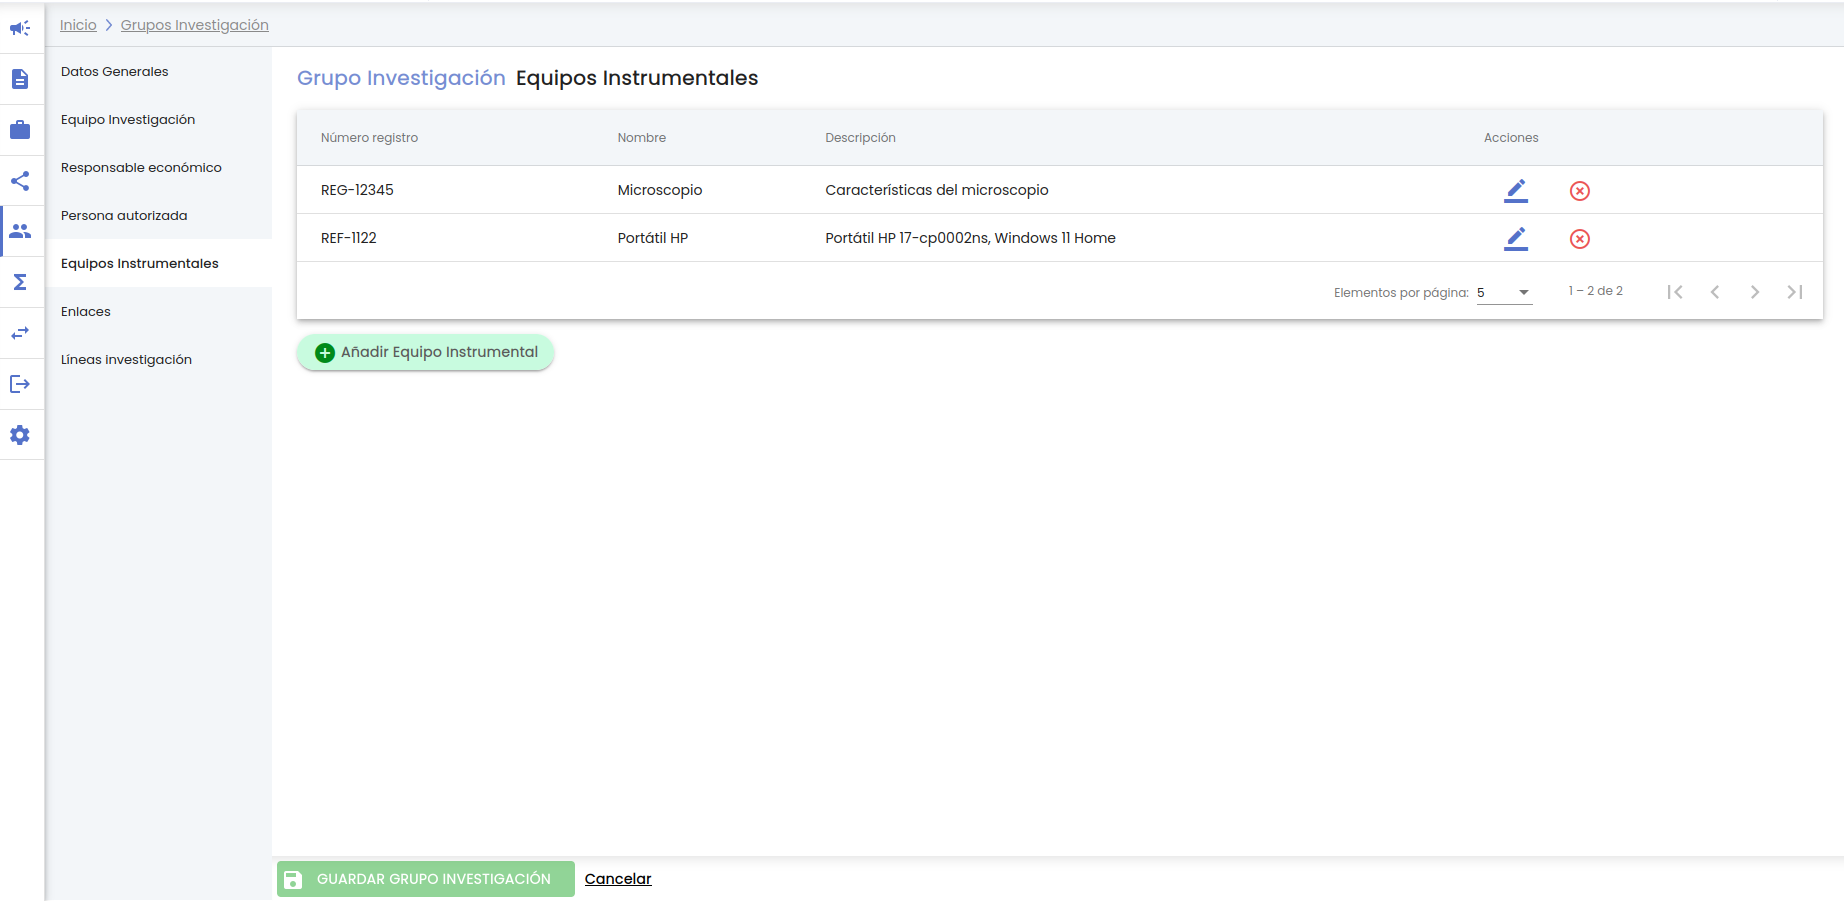 Inicio > Grupos Investigación
Datos Generales
Equipo Investigación
Responsable económico
Persona autorizada
Equipos Instrumentales
Enlaces
Líneas investigación
Grupo Investigación Equipos Instrumentales
Número registro Nombre Descripción Acciones
REG-12345 Microscopio Características del microscopio
REF-1122 Portátil HP Portátil HP 17-cp0002ns, Windows 11 Home
Elementos por página: 5 1 – 2 de 2
Añadir Equipo Instrumental
GUARDAR GRUPO INVESTIGACIÓN Cancelar